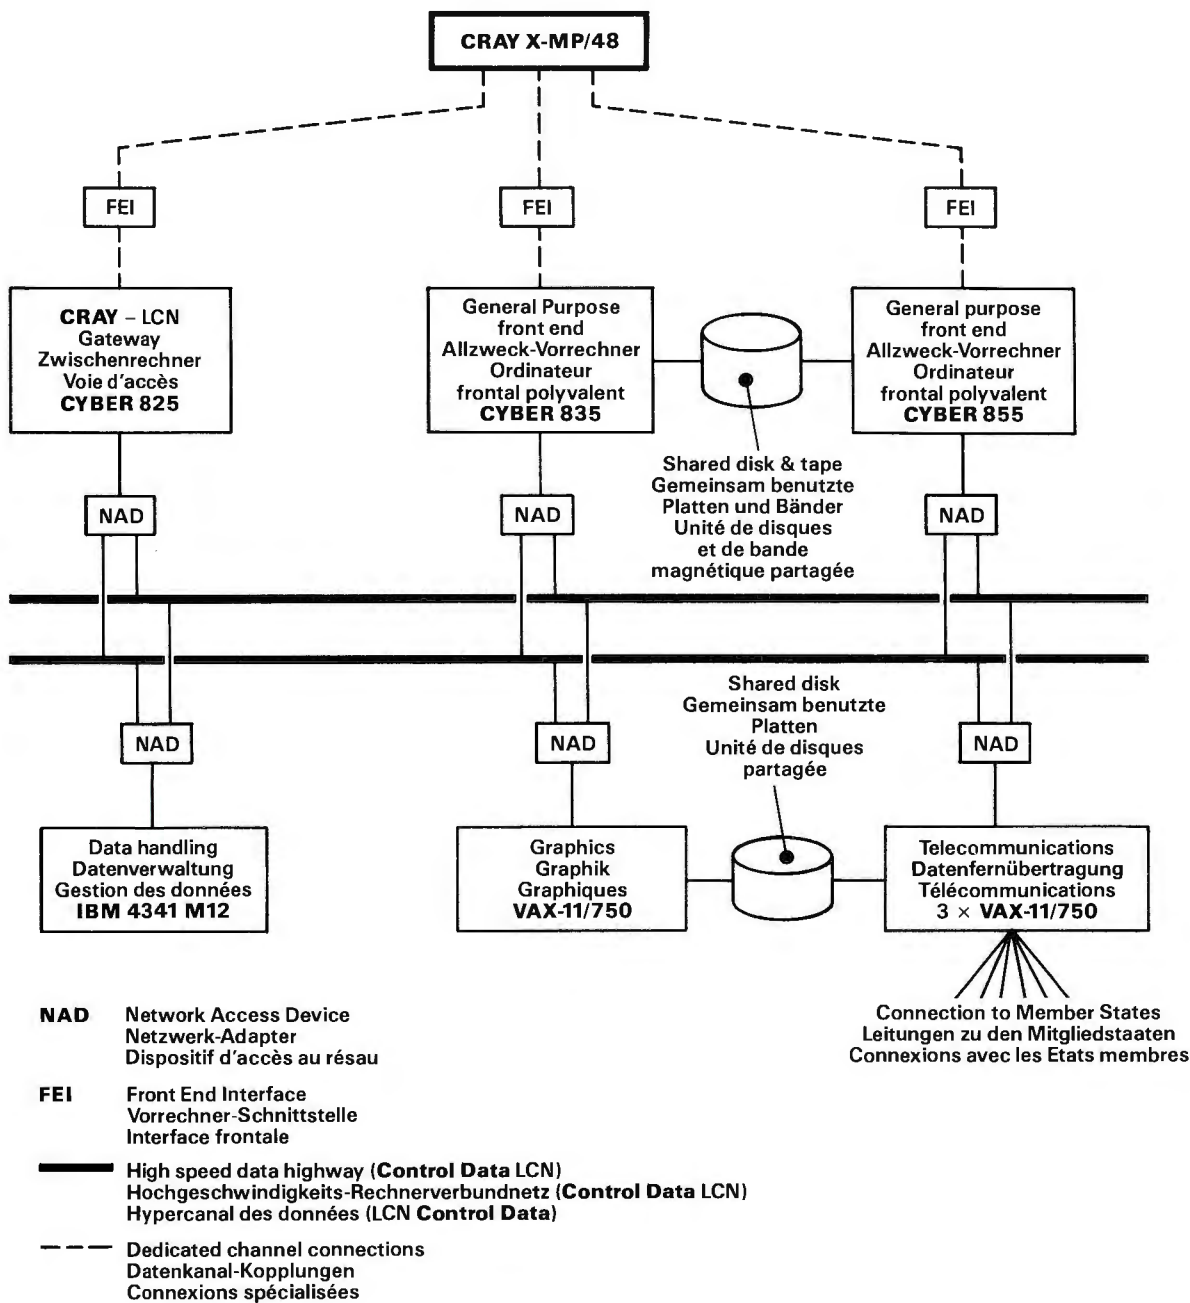 CRAY X-MP/48
FEI
FEI
FEI
CRAY – LCN
Gateway
Zwischenrechner
Voie d'accès
CYBER 825
General Purpose
front end
Allzweck-Vorrechner
Ordinateur
frontal polyvalent
CYBER 835
General purpose
front end
Allzweck-Vorrechner
Ordinateur
frontal polyvalent
CYBER 855
Shared disk & tape
Gemeinsam benutzte
Platten und Bänder
Unité de disques
et de bande
magnétique partagée
NAD
NAD
NAD
Shared disk
Gemeinsam benutzte
Platten
Unité de disques
partagée
NAD
NAD
NAD
Data handling
Datenverwaltung
Gestion des données
IBM 4341 M12
Graphics
Graphik
Graphiques
VAX-11/750
Telecommunications
Datenfernübertragung
Télécommunications
3 × VAX-11/750
Connection to Member States
Leitungen zu den Mitgliedstaaten
Connexions avec les Etats membres
NAD Network Access Device
Netzwerk-Adapter
Dispositif d'accès au résau
FEI Front End Interface
Vorrechner-Schnittstelle
Interface frontale
High speed data highway (Control Data LCN)
Hochgeschwindigkeits-Rechnerverbundnetz (Control Data LCN)
Hypercanal des données (LCN Control Data)
Dedicated channel connections
Datenkanal-Kopplungen
Connexions spécialisées